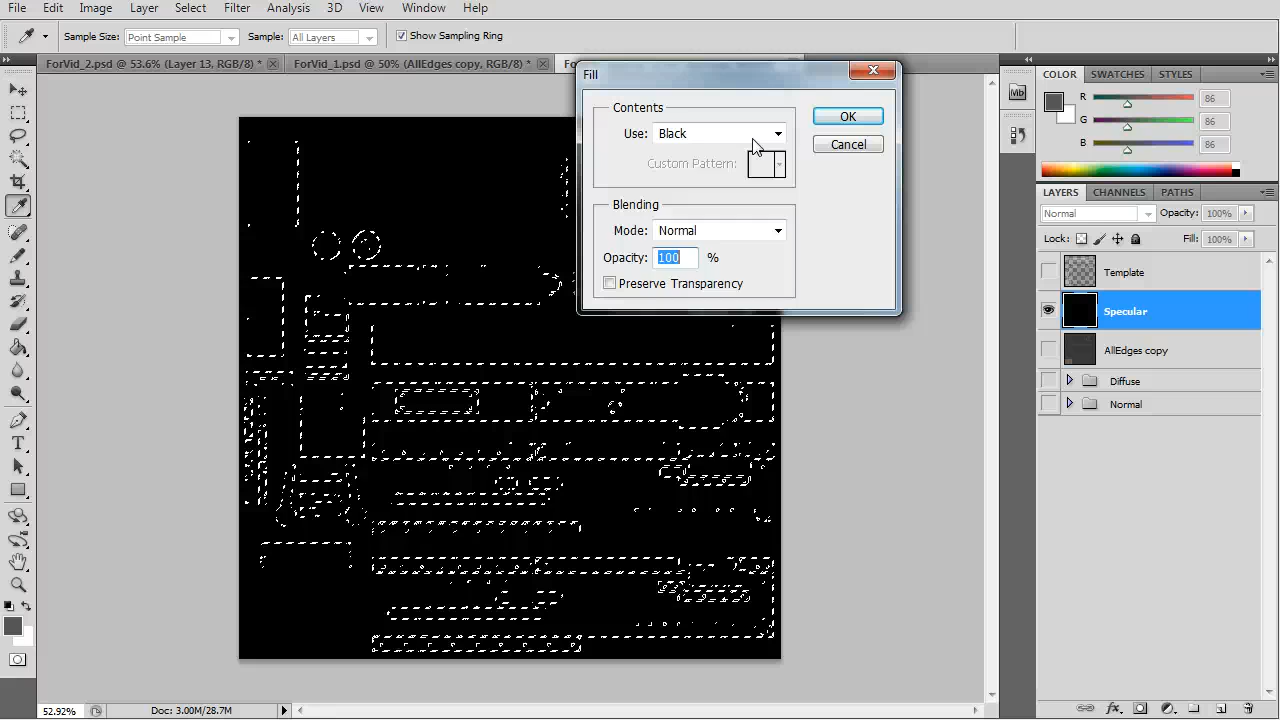 File Edit Image Layer Select Filter Analysis 3D View Window Help
Sample Size: Point Sample Sample: All Layers Show Sampling Ring
ForVid_2.psd @ 53.6% (Layer 13, RGB/8) * ForVid_1.psd @ 50% (AllEdges copy, RGB/8) *
Fill
Contents
Use: Black
Custom Pattern:
OK
Cancel
Blending
Mode: Normal
Opacity: 100 %
Preserve Transparency
Mb
COLOR SWATCHES STYLES
R 86
G 86
B 86
LAYERS CHANNELS PATHS
Normal Opacity: 100%
Lock: Fill: 100%
Template
Specular
AllEdges copy
Diffuse
Normal
T
52.92% Doc: 3.00M/28.7M
fx